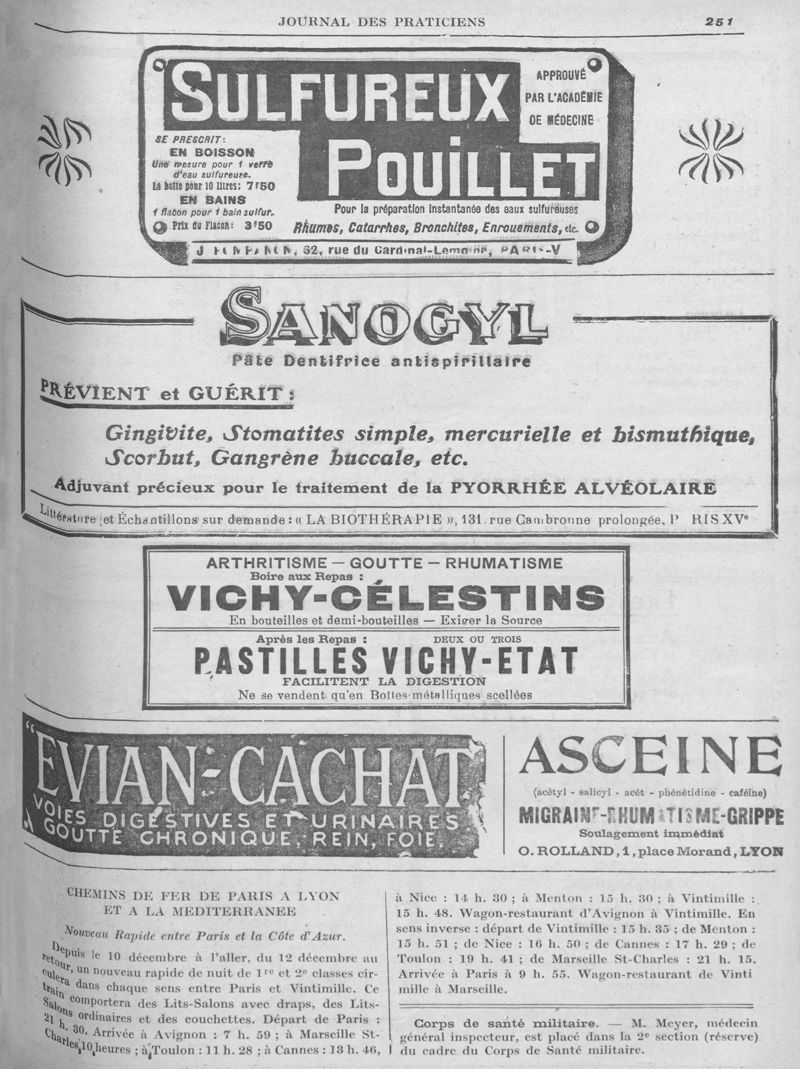 JOURNAL DES PRATICIENS 251
SULFUREUX
POUILLET
APPROUVÉ
PAR L'ACADÉMIE
DE MÉDECINE
SE PRESCRIT:
EN BOISSON
Une mesure pour 1 verre
d'eau sulfureuse.
La boîte pour 10 litres: 7f50
EN BAINS
1 flacon pour 1 bain sulfur..
Prix du Flacon: 3f50
Pour la préparation instantanée des eaux sulfureuses
Rhumes, Catarrhes, Bronchites, Enrouements, etc.
62, rue du Cardinal-Lemoine, PARIS-V
SANOGYL
Pâte Dentifrice antispirillaire
PRÉVIENT et GUÉRIT :
Gingivite, Stomatites simple, mercurielle et bismuthique,
Scorbut, Gangrène buccale, etc.
Adjuvant précieux pour le traitement de la PYORRHÉE ALVÉOLAIRE
Littérature et Échantillons sur demande : « LA BIOTHÉRAPIE », 131 rue Cambronne prolongée, P RIS XVe
ARTHRITISME — GOUTTE — RHUMATISME
Boire aux Repas :
VICHY-CÉLESTINS
En bouteilles et demi-bouteilles — Exiger la Source
Après les Repas : DEUX OU TROIS
PASTILLES VICHY-ETAT
FACILITENT LA DIGESTION
Ne se vendent qu'en Boîtes métalliques scellées
"EVIAN-CACHAT
VOIES DIGÉSTIVES ET URINAIRES
GOUTTE CHRONIQUE, REIN, FOIE.
ASCEINE
(acétyl - salicyl - acét - phénétidine - caféine)
MIGRAINE-RHUMATISME-GRIPPE
Soulagement immédiat
O. ROLLAND, 1, place Morand, LYON
CHEMINS DE FER DE PARIS A LYON
ET A LA MEDITERRANEE
Nouveau Rapide entre Paris et la Côte d'Azur.
Depuis le 10 décembre à l'aller, du 12 décembre au
retour, un nouveau rapide de nuit de 1re et 2e classes cir-
culera dans chaque sens entre Paris et Vintimille. Ce
train comportera des Lits-Salons avec draps, des Lits-
Salons ordinaires et des couchettes. Départ de Paris :
21 h. 30. Arrivée à Avignon : 7 h. 59 ; à Marseille St-
Charles, 10 heures ; à Toulon : 11 h. 28 ; à Cannes : 13 h. 46,
à Nice : 14 h. 30 ; à Menton : 15 h. 30 ; à Vintimille :
15 h. 48. Wagon-restaurant d'Avignon à Vintimille. En
sens inverse : départ de Vintimille : 15 h. 35 ; de Menton :
15 h. 51 ; de Nice : 16 h. 50 ; de Cannes : 17 h. 29 ; de
Toulon : 19 h. 41 ; de Marseille St-Charles : 21 h. 15.
Arrivée à Paris à 9 h. 55. Wagon-restaurant de Vinti
mille à Marseille.
Corps de santé militaire. — M. Meyer, médecin
général inspecteur, est placé dans la 2e section (réserve)
du cadre du Corps de Santé militaire.